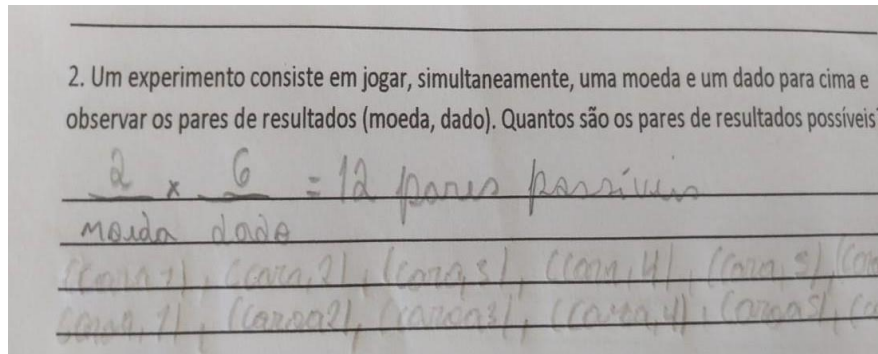 2. Um experimento consiste em jogar, simultaneamente, uma moeda e um dado para cima e
observar os pares de resultados (moeda, dado). Quantos são os pares de resultados possíveis
2 x 6 = 12 pares possíveis
moeda dado
(Cara, 1), (Cara, 2), (Cara, 3), (Cara, 4), (Cara, 5),
Coroa, 1), (Coroa 2), (Coroa 3), (Coroa, 4), (Coroa 5),